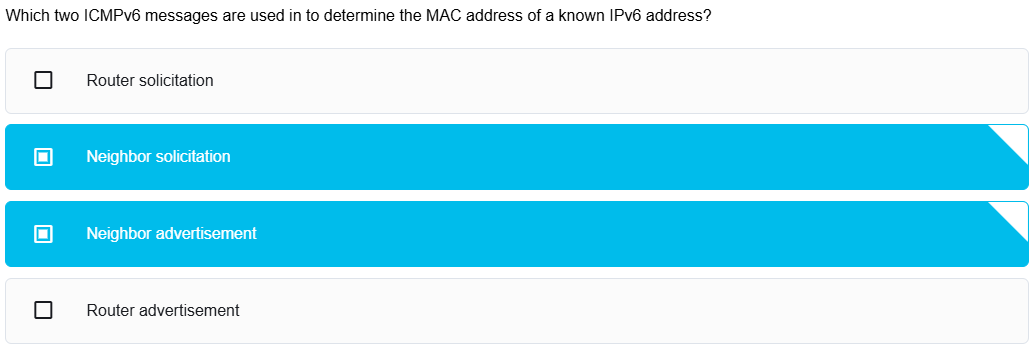 Which two ICMPv6 messages are used in to determine the MAC address of a known IPv6 address?
Router solicitation
Neighbor solicitation
Neighbor advertisement
Router advertisement